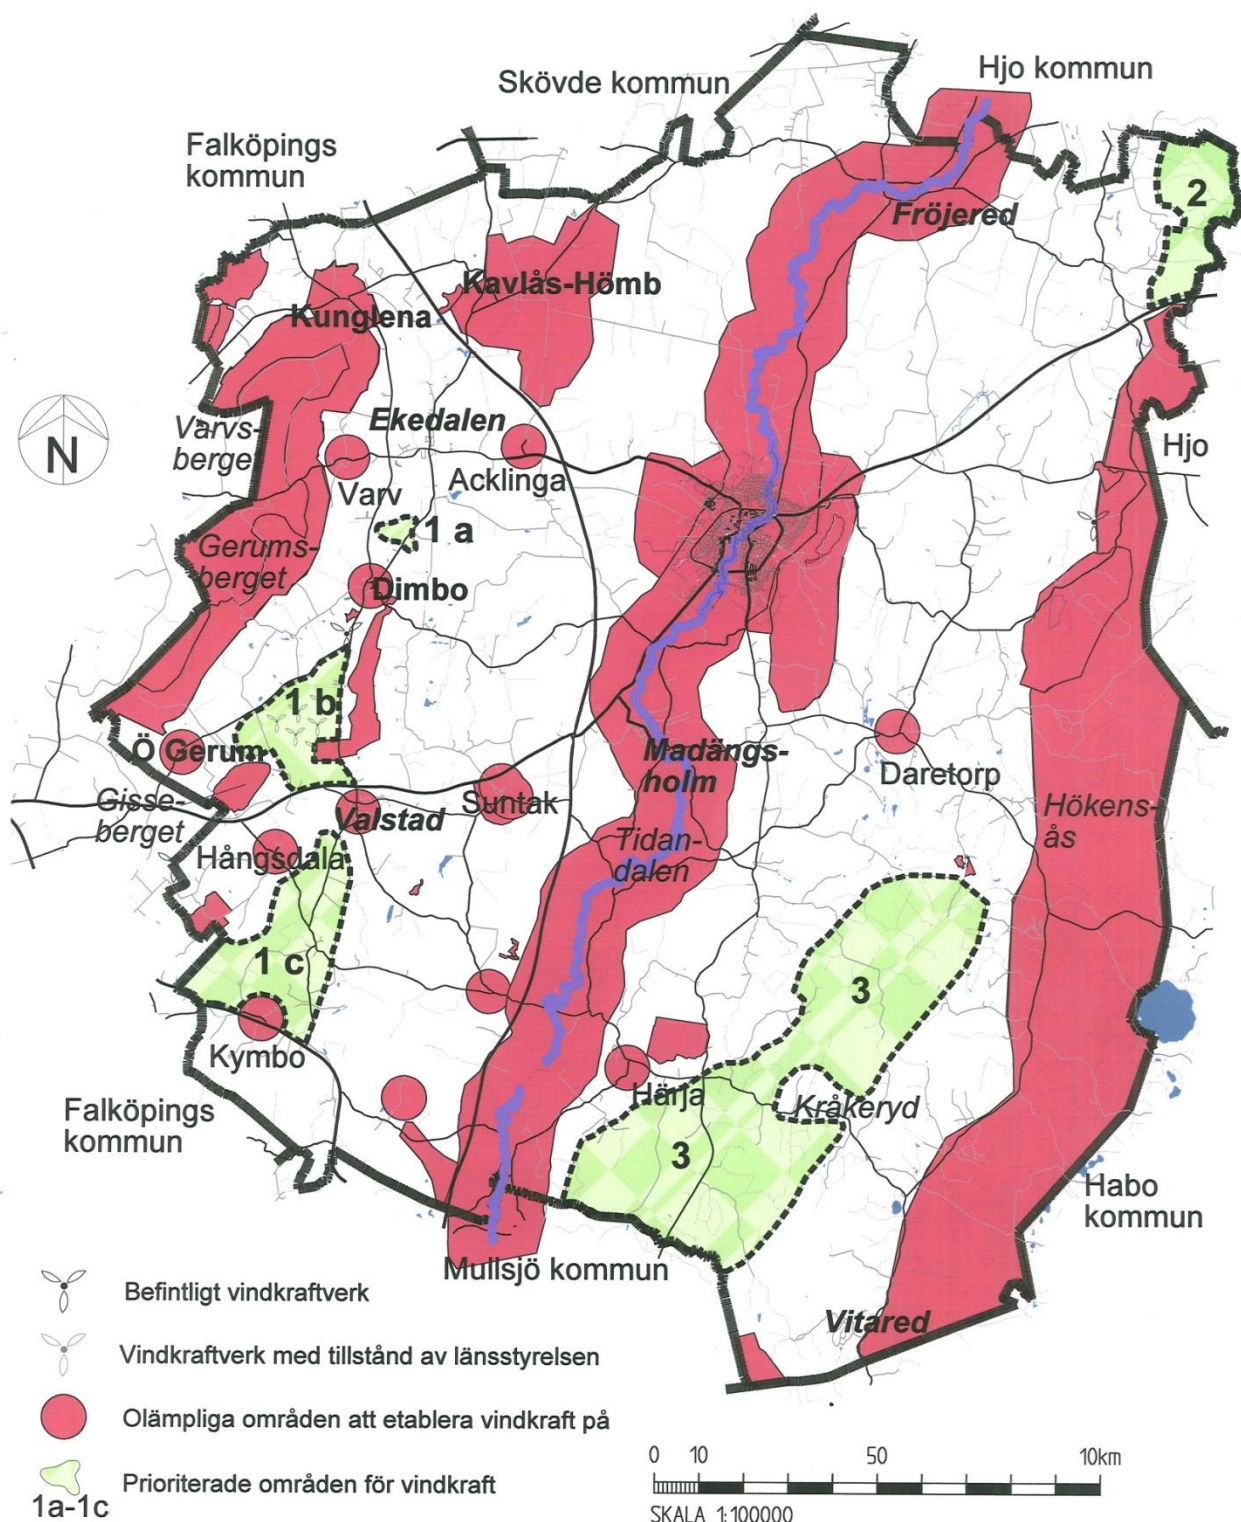 Skövde kommun
Hjo kommun
Falköpings
kommun
2
Fröjered
Kavlås-Hömb
Kunglena
N
Varvs-
berget
Ekedalen
Hjo
Varv
Acklinga
1 a
Gerums-
berget
Dimbo
1 b
Ö Gerum
Madängs-
holm
Daretorp
Gisse-
berget
Valstad
Suntak
Hökens-
ås
Hångsdala
Tidan-
dalen
1 c
3
Kymbo
Härja
Kråkeryd
Falköpings
kommun
3
Habo
kommun
Mullsjö kommun
Vitared
Befintligt vindkraftverk
Vindkraftverk med tillstånd av länsstyrelsen
Olämpliga områden att etablera vindkraft på
Prioriterade områden för vindkraft
1a-1c
0 10 50 10km
SKALA 1:100000